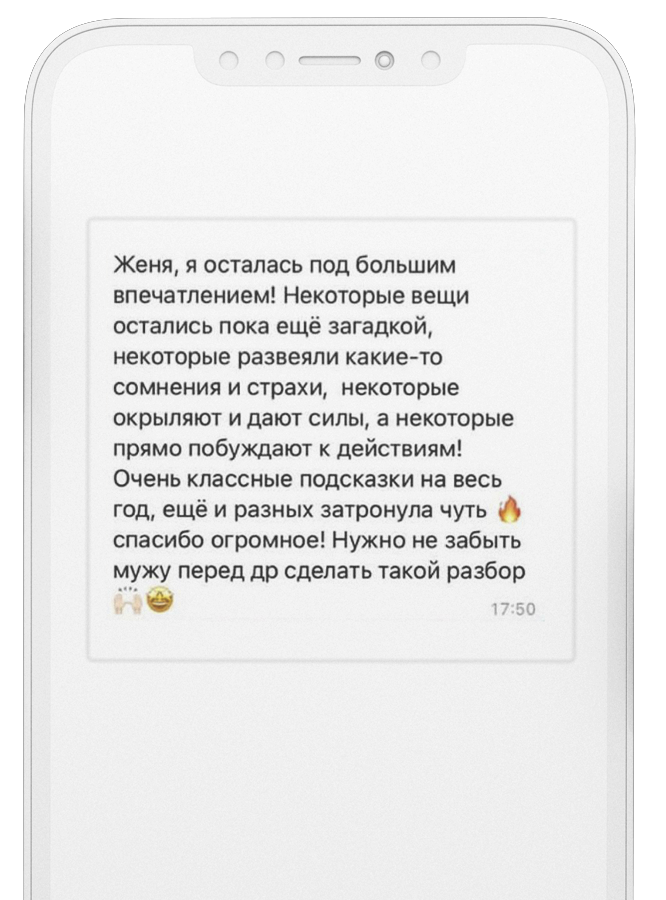 Женя, я осталась под большим
впечатлением! Некоторые вещи
остались пока ещё загадкой,
некоторые развеяли какие-то
сомнения и страхи,  некоторые
окрыляют и дают силы, а некоторые
прямо побуждают к действиям!
Очень классные подсказки на весь
год, ещё и разных затронула чуть 🔥
спасибо огромное! Нужно не забыть
мужу перед др сделать такой разбор
🙌🏻🤩
17:50